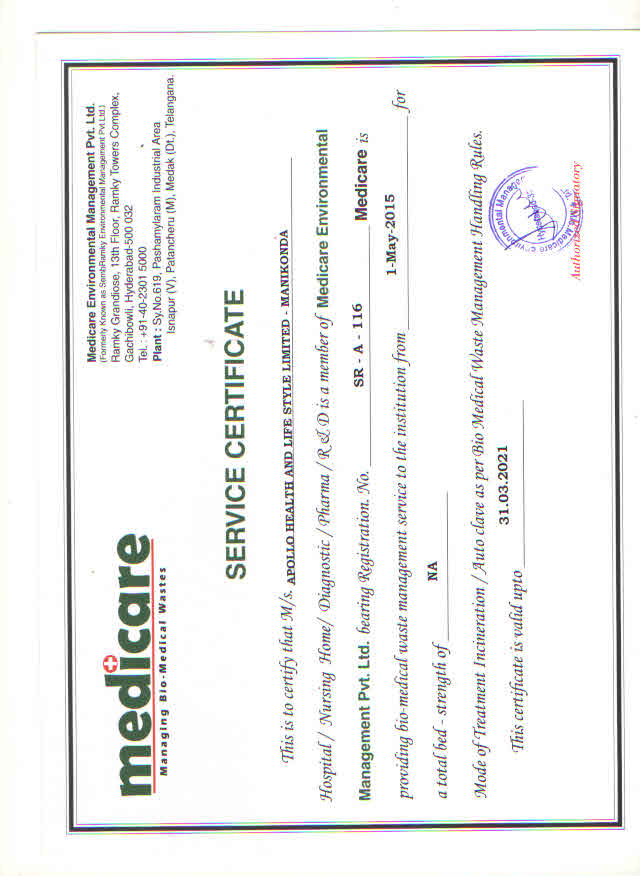 medicare
Managing Bio-Medical Wastes
Medicare Environmental Management Pvt. Ltd.
(Formerly Known as SembRamky Environmental Management Pvt.Ltd.)
Ramky Grandiose, 13th Floor, Ramky Towers Complex,
Gachibowli, Hyderabad-500 032
Tel. : +91-40-2301 5000
Plant : Sy.No.619, Pashamylaram Industrial Area
Isnapur (V), Patancheru (M), Medak (Dt.), Telangana.
SERVICE CERTIFICATE
This is to certify that M/s. APOLLO HEALTH AND LIFE STYLE LIMITED - MANIKONDA
Hospital / Nursing Home/ Diagnostic / Pharma / R & D is a member of Medicare Environmental
Management Pvt. Ltd. bearing Registration. No. SR - A - 116 Medicare is
providing bio-medical waste management service to the institution from 1-May-2015 for
a total bed - strength of NA
Mode of Treatment Incineration / Auto clave as per Bio Medical Waste Management Handling Rules.
This certificate is valid upto 31.03.2021
Authorized Signatory